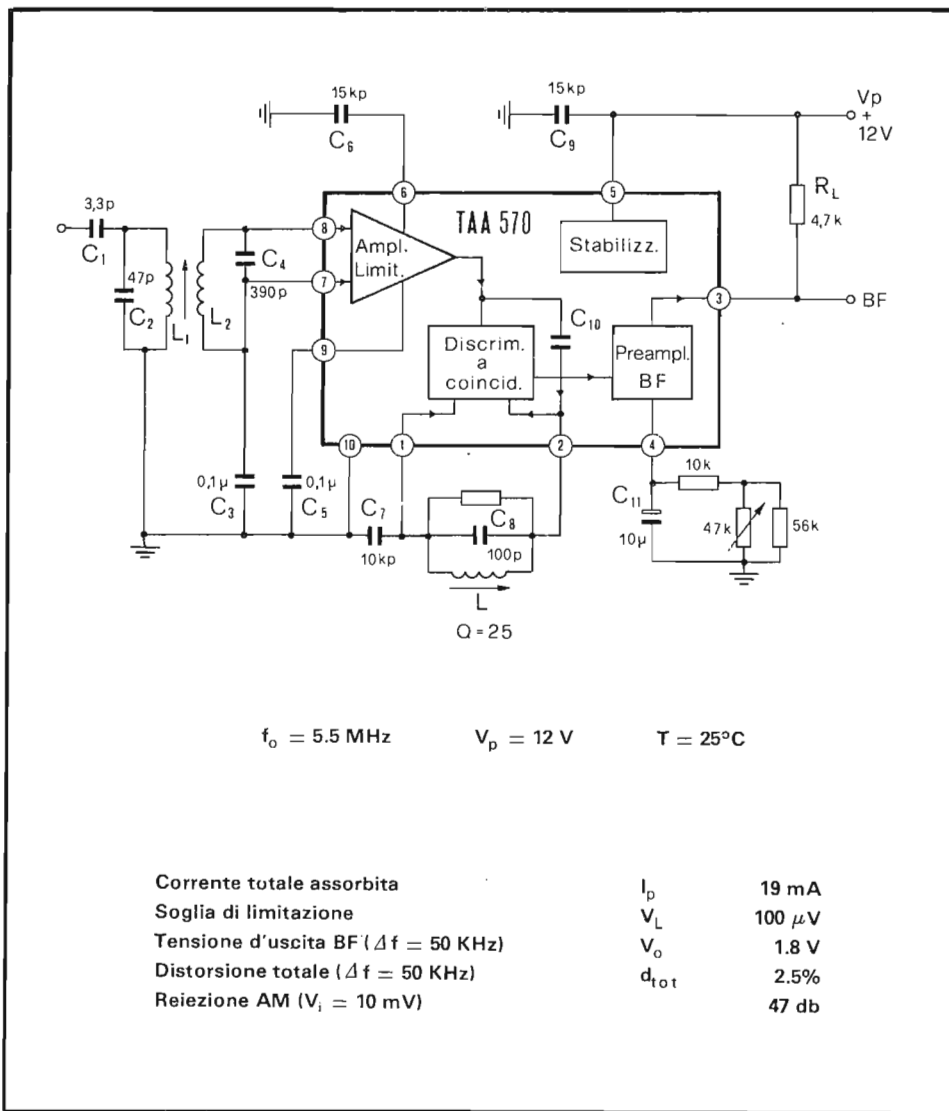 15kp
C6
15kp
C9
Vp
+
12V
6
5
TAA 570
RL
4,7k
3,3p
C1
8
Ampl.
Limit.
Stabilizz.
47p
C2
C4
390p
7
3
BF
L1
L2
C10
9
Discrim.
a
coincid.
Preampl.
BF
10
1
2
4
0,1μ
C3
0,1μ
C5
C7
10kp
C8
100p
C11
10μ
10k
47k
56k
L
Q = 25
fo = 5.5 MHz
Vp = 12 V
T = 25°C
Corrente totale assorbita Ip 19 mA
Soglia di limitazione VL 100 μV
Tensione d'uscita BF (Δf = 50 KHz) Vo 1.8 V
Distorsione totale (Δf = 50 KHz) dtot 2.5%
Reiezione AM (Vi = 10 mV) 47 db